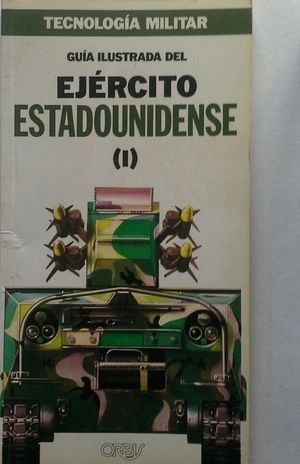 TECNOLOGÍA MILITAR
GUÍA ILUSTRADA DEL
EJÉRCITO
ESTADOUNIDENSE
(I)
ORBIS